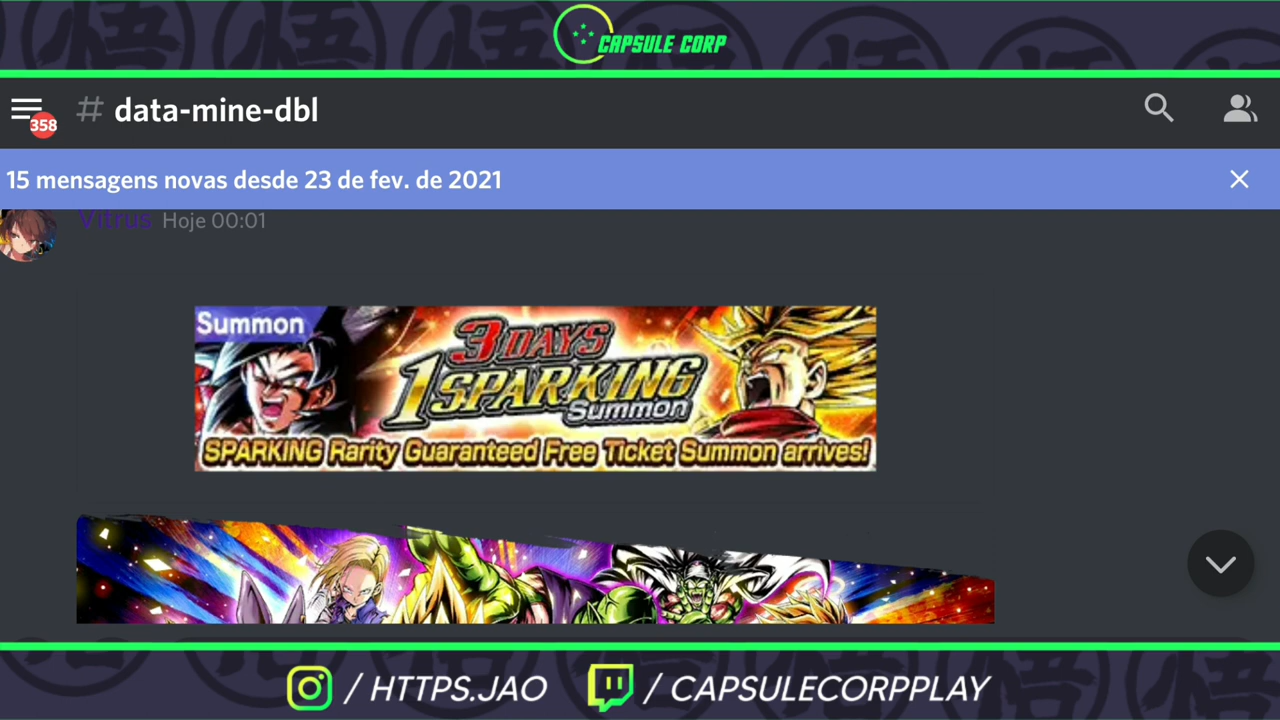 CAPSULE CORP
358
# data-mine-dbl
15 mensagens novas desde 23 de fev. de 2021
Vitrus Hoje 00:01
Summon
3 DAYS
1 SPARKING
Summon
SPARKING Rarity Guaranteed Free Ticket Summon arrives!
/ HTTPS.JAO / CAPSULECORPPLAY